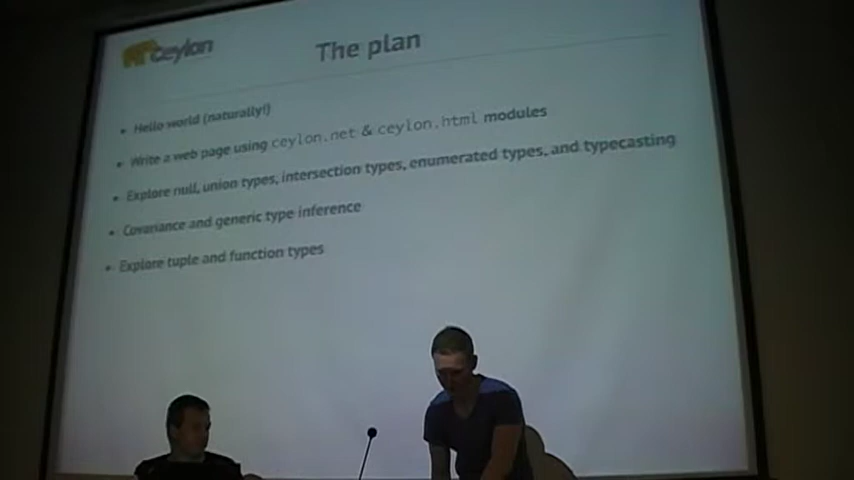 ceylon
The plan
• Hello world (naturally!)
• Write a web page using ceylon.net & ceylon.html modules
• Explore null, union types, intersection types, enumerated types, and typecasting
• Covariance and generic type inference
• Explore tuple and function types